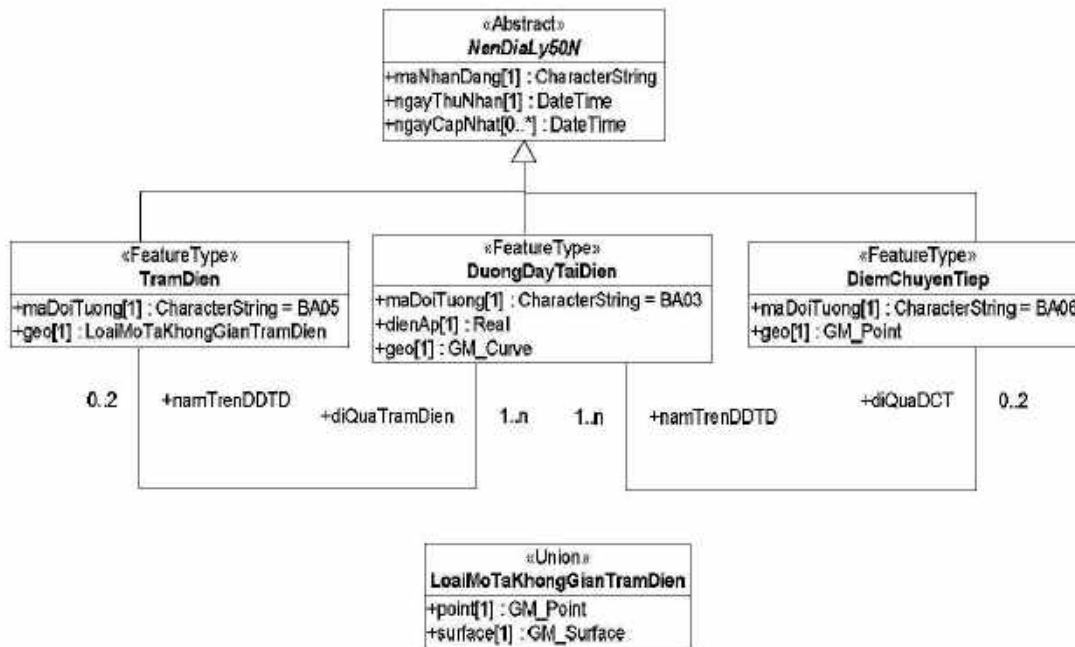 «Abstract»
NenDiaLy50N
+maNhanDang[1] : CharacterString
+ngayThuNhan[1] : DateTime
+ngayCapNhat[0..*] : DateTime
«FeatureType»
TramDien
+maDoiTuong[1] : CharacterString = BA05
+geo[1] : LoaiMoTaKhongGianTramDien
«FeatureType»
DuongDayTaiDien
+maDoiTuong[1] : CharacterString = BA03
+dienAp[1] : Real
+geo[1] : GM_Curve
«FeatureType»
DiemChuyenTiep
+maDoiTuong[1] : CharacterString = BA06
+geo[1] : GM_Point
0..2
+namTrenDDTD
+diQuaTramDien
1..n
1..n
+namTrenDDTD
+diQuaDCT
0..2
«Union»
LoaiMoTaKhongGianTramDien
+point[1] : GM_Point
+surface[1] : GM_Surface